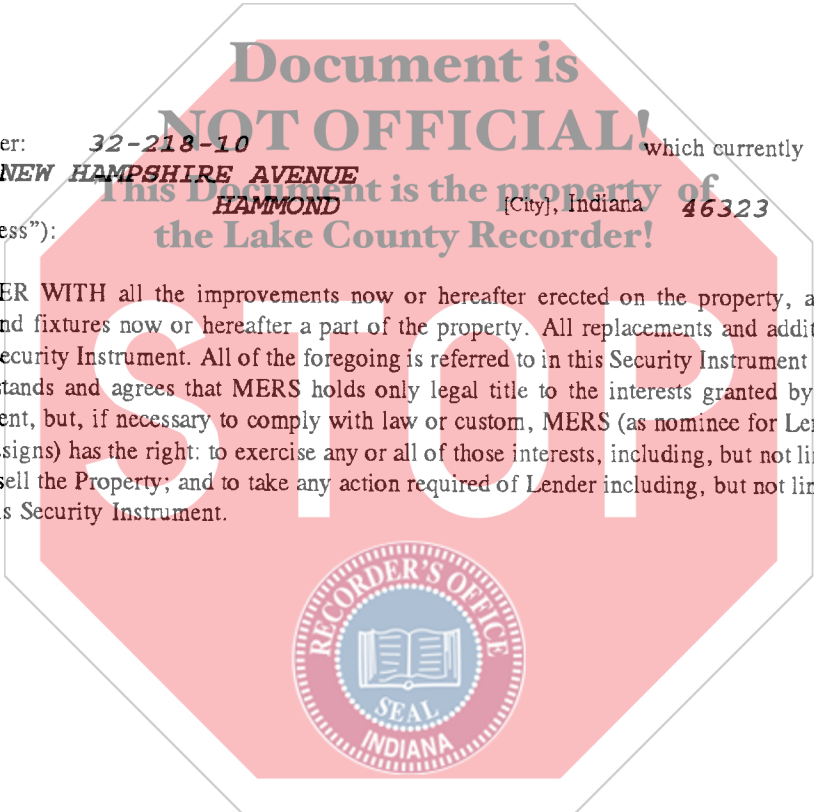 Document is
NOT OFFICIAL!
er: 32-218-10 which currently
NEW HAMPSHIRE AVENUE
This Document is the property of
HAMMOND [City], Indiana 46323
ess"):
the Lake County Recorder!
ER WITH all the improvements now or hereafter erected on the property, a
nd fixtures now or hereafter a part of the property. All replacements and addit
ecurity Instrument. All of the foregoing is referred to in this Security Instrument
tands and agrees that MERS holds only legal title to the interests granted by
ent, but, if necessary to comply with law or custom, MERS (as nominee for Le
signs) has the right: to exercise any or all of those interests, including, but not li
sell the Property; and to take any action required of Lender including, but not lin
s Security Instrument.
STOP
RECORDER'S OFFICE
SEAL
INDIANA